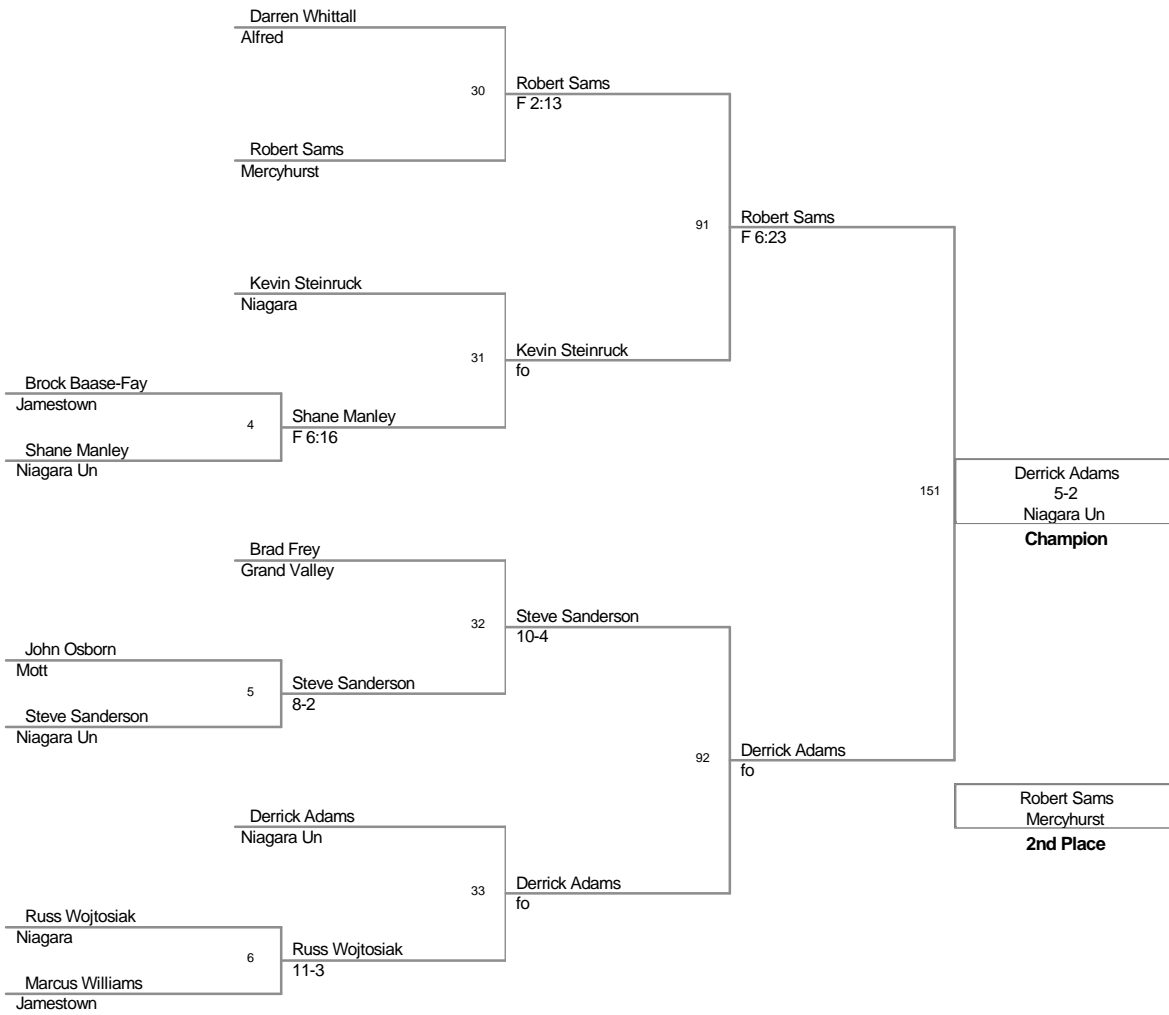 Darren Whittall
Alfred
30
Robert Sams
F 2:13
Robert Sams
Mercyhurst
91
Robert Sams
F 6:23
Kevin Steinruck
Niagara
31
Kevin Steinruck
fo
Brock Baase-Fay
Jamestown
4
Shane Manley
F 6:16
Shane Manley
Niagara Un
151
Derrick Adams
5-2
Niagara Un
Champion
Brad Frey
Grand Valley
32
Steve Sanderson
10-4
John Osborn
Mott
5
Steve Sanderson
8-2
Steve Sanderson
Niagara Un
92
Derrick Adams
fo
Robert Sams
Mercyhurst
2nd Place
Derrick Adams
Niagara Un
33
Derrick Adams
fo
Russ Wojtosiak
Niagara
6
Russ Wojtosiak
11-3
Marcus Williams
Jamestown